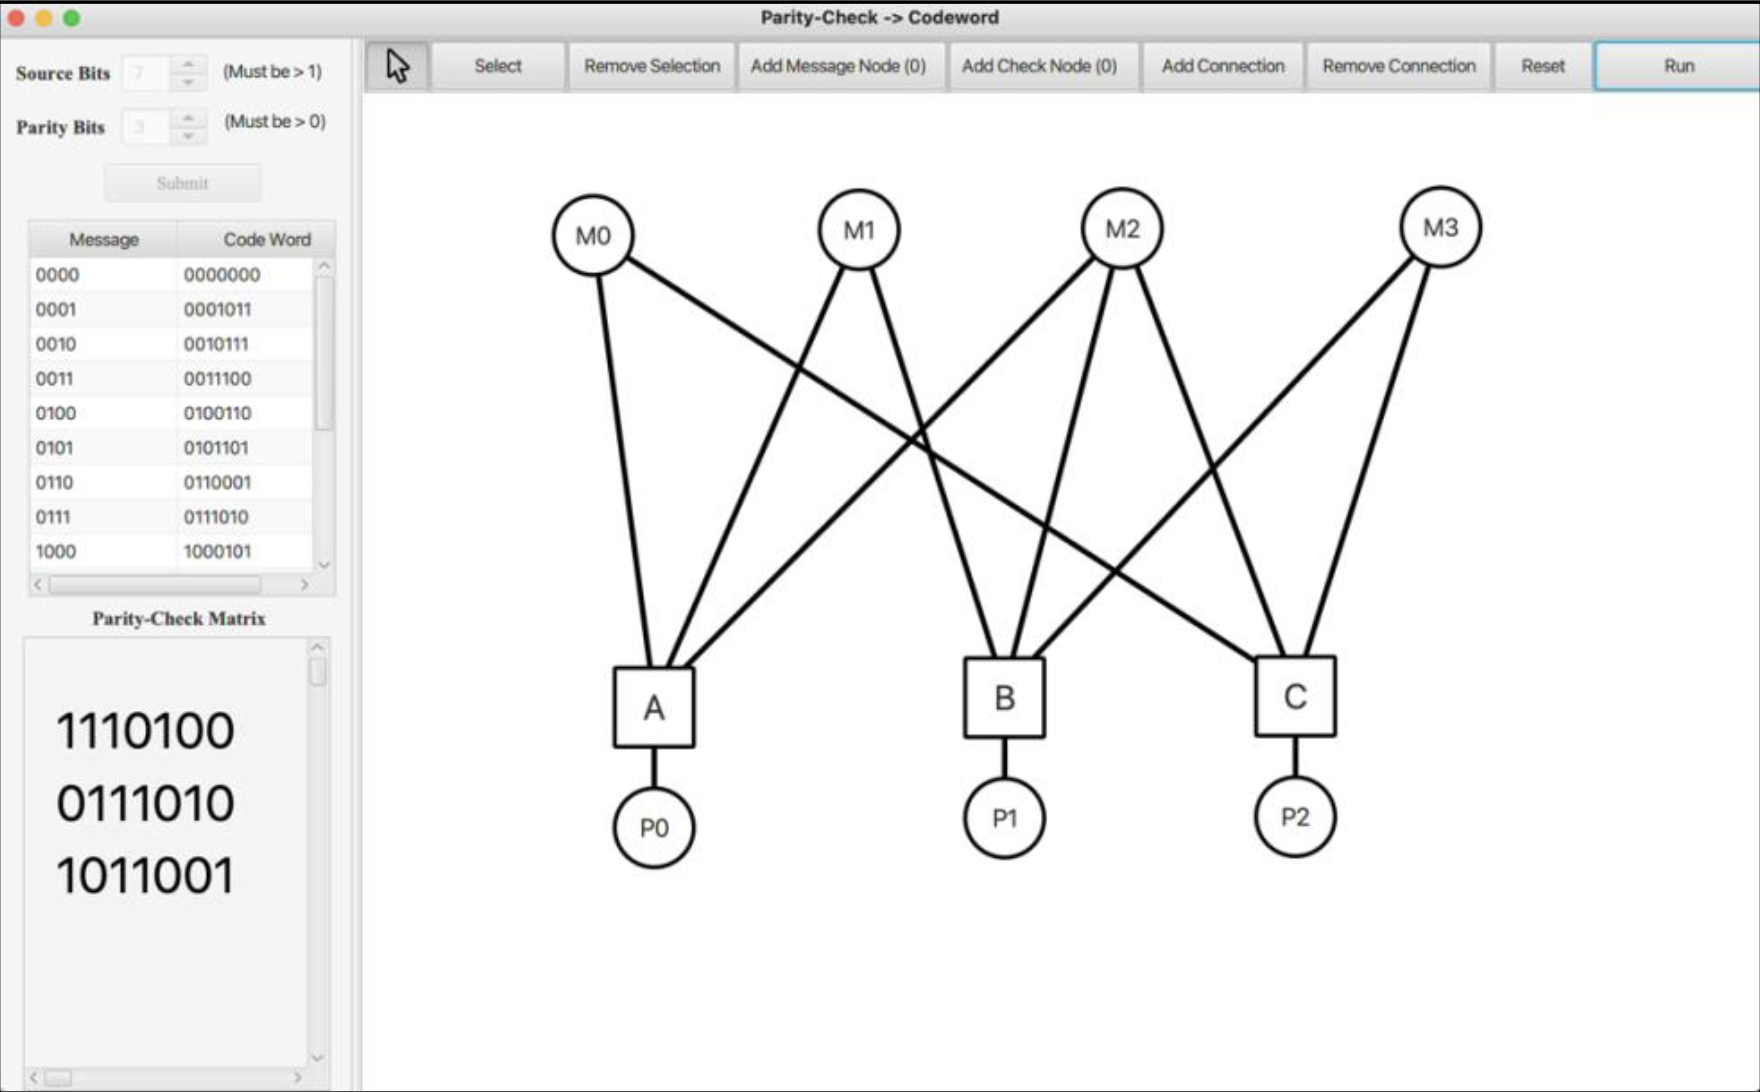 Parity-Check -> Codeword
Source Bits 7 (Must be > 1)
Parity Bits 3 (Must be > 0)
Submit
Select Remove Selection Add Message Node (0) Add Check Node (0) Add Connection Remove Connection Reset Run
Message Code Word
0000 0000000
0001 0001011
0010 0010111
0011 0011100
0100 0100110
0101 0101101
0110 0110001
0111 0111010
1000 1000101
Parity-Check Matrix
1110100
0111010
1011001
M0 M1 M2 M3
A B C
P0 P1 P2